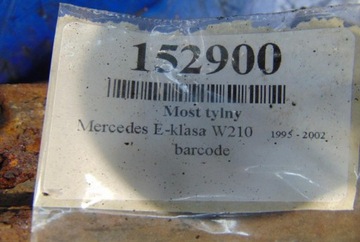 152900
Most tylny
Mercedes E-klasa W210 1995 - 2002
barcode